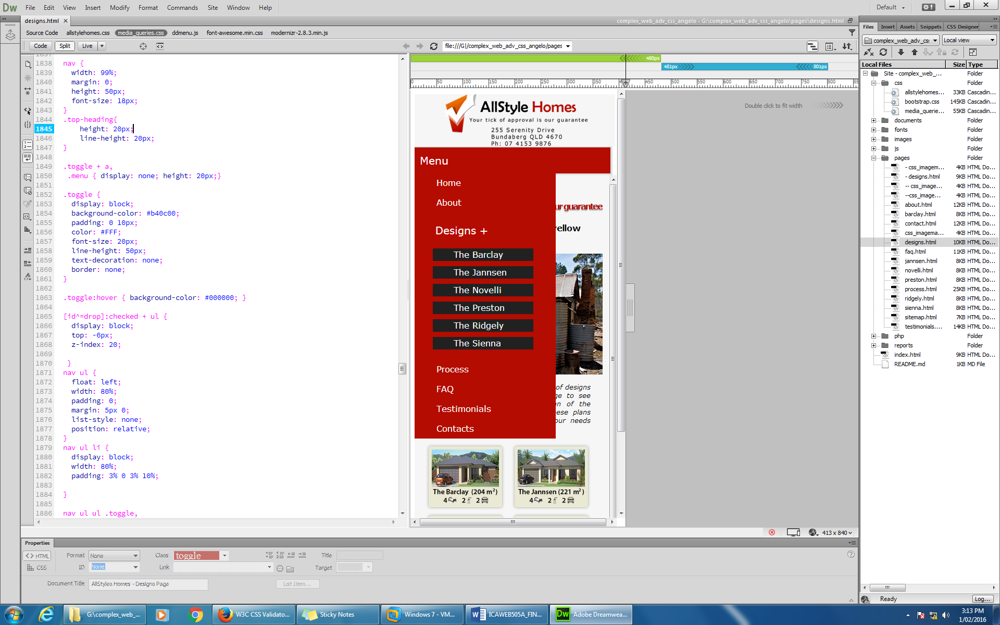 Dw File Edit View Insert Modify Format Commands Site Window Help Default
designs.html × complex_web_adv_css_angelo - G:\complex_web_adv_css_angelo\pages\designs.html
Source Code allstylehomes.css media_queries.css ddmenu.js font-awesome.min.css modernizr-2.8.3.min.js
Code Split Live file:///G|/complex_web_adv_css_angelo/pages
1837
1838 nav {
1839 width: 99%;
1840 margin: 0;
1841 height: 50px;
1842 font-size: 18px;
1843 }
1844 .top-heading{
1845 height: 20px;
1846 line-height: 20px;
1847 }
1848
1849 .toggle + a,
1850 .menu { display: none; height: 20px;}
1851
1852 .toggle {
1853 display: block;
1854 background-color: #b40c00;
1855 padding: 0 10px;
1856 color: #FFF;
1857 font-size: 20px;
1858 line-height: 50px;
1859 text-decoration: none;
1860 border: none;
1861 }
1862
1863 .toggle:hover { background-color: #000000; }
1864
1865 [id^=drop]:checked + ul {
1866 display: block;
1867 top: -6px;
1868 z-index: 20;
1869
1870 }
1871 nav ul {
1872 float: left;
1873 width: 80%;
1874 padding: 0;
1875 margin: 5px 0;
1876 list-style: none;
1877 position: relative;
1878 }
1879 nav ul li {
1880 display: block;
1881 width: 80%;
1882 padding: 3% 0 3% 10%;
1883
1884 }
1885
1886 nav ul ul .toggle,
480px
481px 801px
0 50 100 150 200 250 300 350 450 500 550 600 650 700 750 800
Double click to fit width
AllStyle Homes
Your tick of approval is our guarantee
255 Serenity Drive
Bundaberg QLD 4670
Ph: 07 4153 9876
Menu
Home
About
Designs +
The Barclay
The Jannsen
The Novelli
The Preston
The Ridgely
The Sienna
Process
FAQ
Testimonials
Contacts
ur guarantee
yellow
of designs
ge to see
an of the
ese plans
our needs
The Barclay (204 m²)
4 2 2
The Jannsen (221 m²)
4 2 2
413 x 840
Files Insert Assets Snippets CSS Designer
complex_web_adv_cs: Local view
Local Files Size Type
Site - complex_web_... Folder
css Folder
allstylehomes... 33KB Cascadin...
bootstrap.css 145KB Cascadin...
media_querie... 55KB Cascadin...
documents Folder
fonts Folder
images Folder
js Folder
pages Folder
- css_imagem... 4KB HTML Do...
- designs.html 9KB HTML Do...
-- css_image... 4KB HTML Do...
--css_image... 4KB HTML Do...
about.html 12KB HTML Do...
barclay.html 8KB HTML Do...
contact.html 12KB HTML Do...
css_imagema... 8KB HTML Do...
designs.html 10KB HTML Do...
faq.html 11KB HTML Do...
jannsen.html 8KB HTML Do...
novelli.html 8KB HTML Do...
preston.html 8KB HTML Do...
process.html 25KB HTML Do...
ridgely.html 8KB HTML Do...
sienna.html 8KB HTML Do...
sitemap.html 7KB HTML Do...
testimonials.... 14KB HTML Do...
php Folder
reports Folder
index.html 9KB HTML Do...
README.md 1KB MD File
Ready Log...
Properties
<> HTML Format None Class toggle Title
CSS ID None Link Target
Document Title AllStyles Homes - Designs Page List Item...
G:\complex_web_... W3C CSS Validato... Sticky Notes Windows 7 - VM... ICAWEB505A_FIN... Adobe Dreamwea...
3:13 PM
1/02/2016